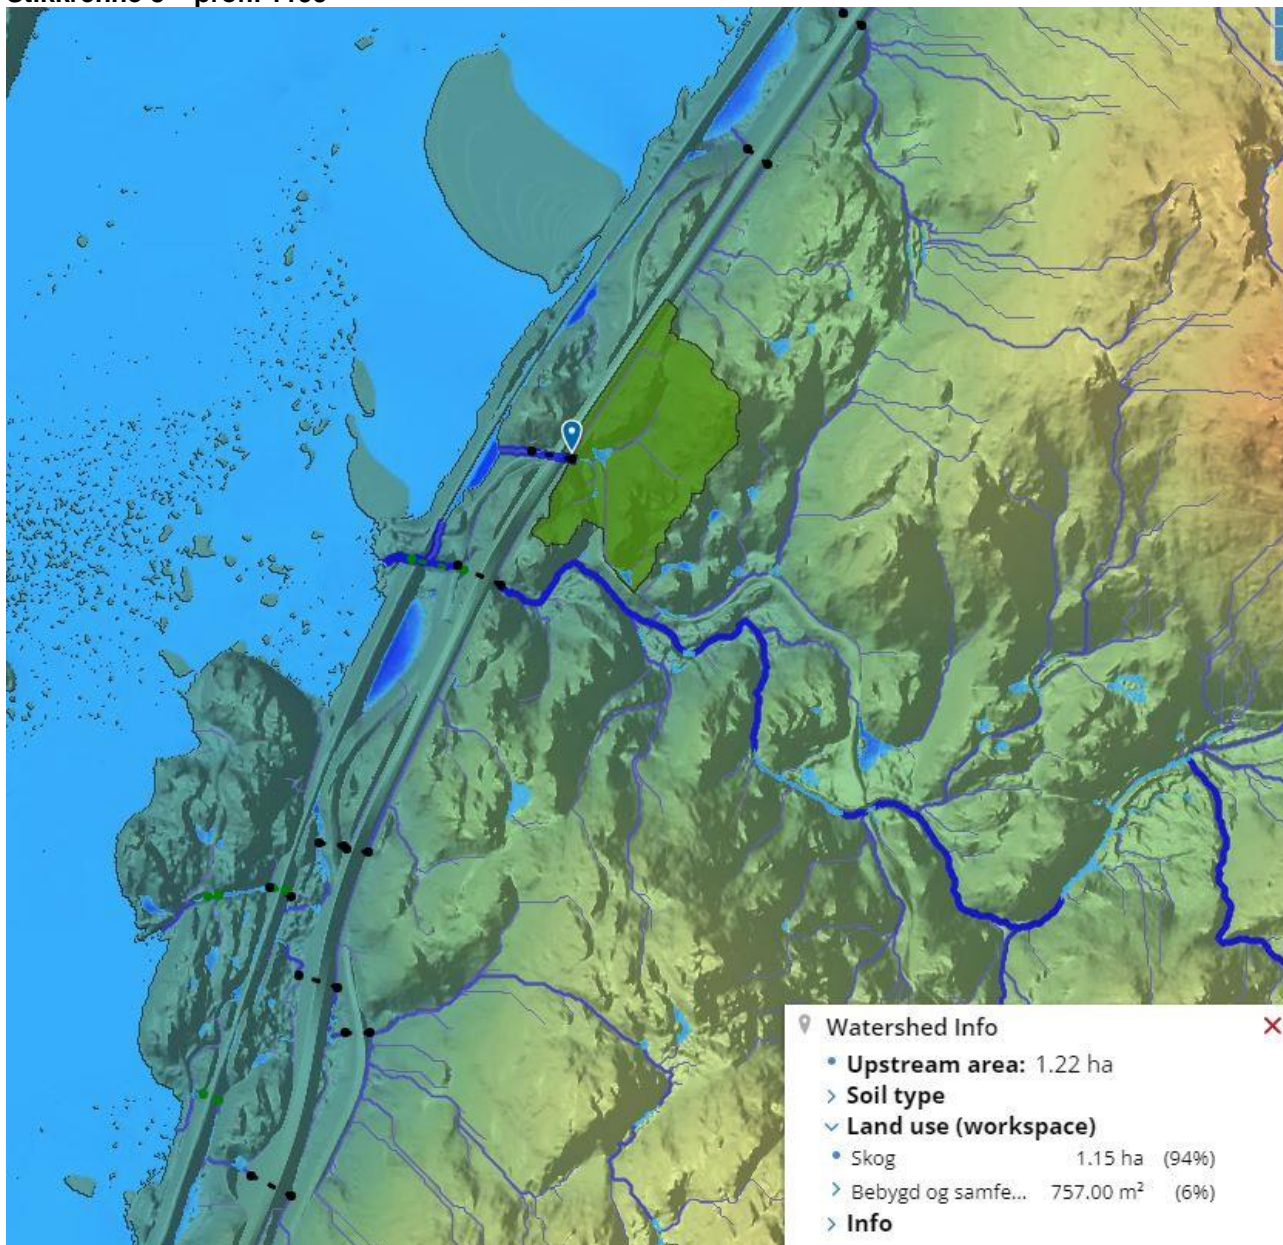 Watershed Info
Upstream area: 1.22 ha
Soil type
Land use (workspace)
Skog 1.15 ha (94%)
Bebygd og samfe... 757.00 m² (6%)
Info